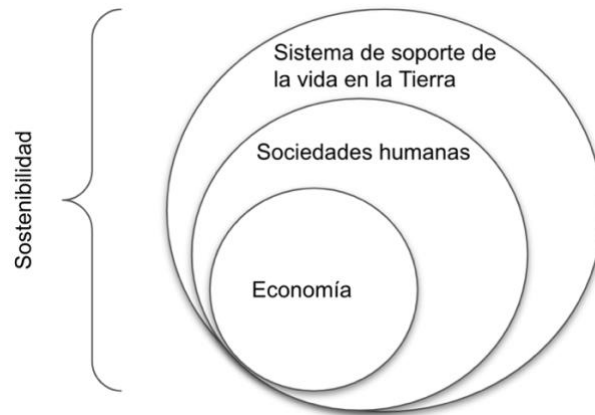 Sistema de soporte de
la vida en la Tierra
Sociedades humanas
Economía
Sostenibilidad